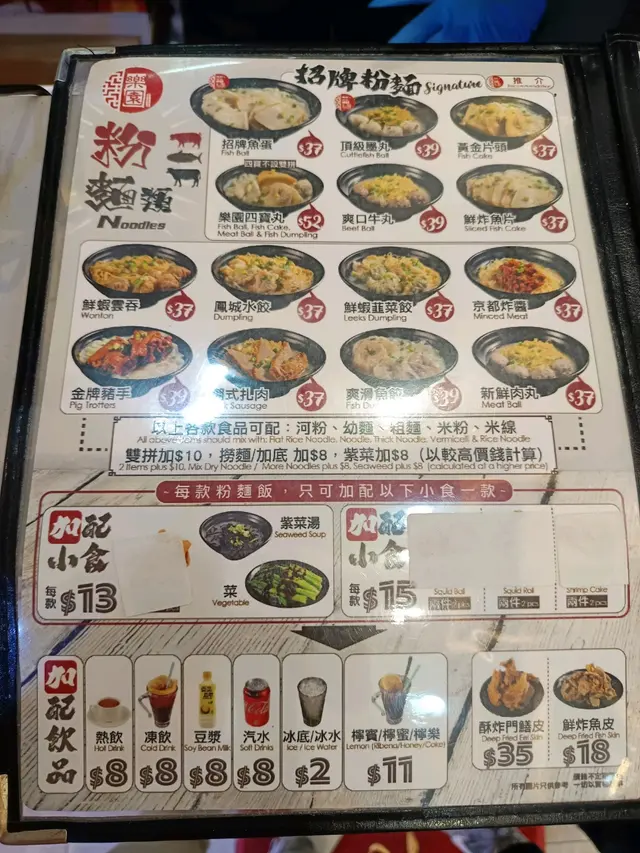 樂園
粉
麵類
Noodles
招牌粉麵 Signature
推介
招牌魚蛋
Fish Ball
$37
頂級墨丸
Cuttlefish Ball
$39
黃金片頭
Fish Cake
$37
四寶不設雙拼
樂園四寶丸
Fish Ball, Fish Cake,
Meat Ball & Fish Dumpling
$52
爽口牛丸
Beef Ball
$39
鮮炸魚片
Sliced Fish Cake
$37
鮮蝦雲吞
Wonton
$37
鳳城水餃
Dumpling
$37
鮮蝦韮菜餃
Leeks Dumpling
$37
京都炸醬
Minced Meat
$37
金牌豬手
Pig Trotters
$39
式扎肉
Sausage
$37
爽滑魚
Fish
$39
新鮮肉丸
Meat Ball
$37
以上各款食品可配：河粉、幼麵、粗麵、米粉、米線
All above items should mix with: Flat Rice Noodle, Noodle, Thick Noodle, Vermicelli & Rice Noodle
雙拼加$10，撈麵/加底 加$8，紫菜加$8（以較高價錢計算）
2 Items plus $10, Mix Dry Noodle / More Noodles plus $8, Seaweed plus $8 (calculated at a higher price)
~每款粉麵飯，只可加配以下小食一款~
加配
小食
每款 $13
紫菜湯
Seaweed Soup
菜
Vegetable
加配
小食
每款 $15
Squid Ball
兩件 2 pcs
Squid Roll
兩件 2 pcs
Shrimp Cake
兩件 2 pcs
加配飲品
熱飲
Hot Drink
$8
凍飲
Cold Drink
$8
豆漿
Soy Bean Milk
$8
汽水
Soft Drinks
$8
冰底/冰水
Ice / Ice Water
$2
檸賓/檸蜜/檸樂
Lemon (Ribena/Honey/Coke)
$11
酥炸門鱔皮
Deep Fried Eel Skin
$35
鮮炸魚皮
Deep Fried Fish Skin
$18
所有圖片只供參考